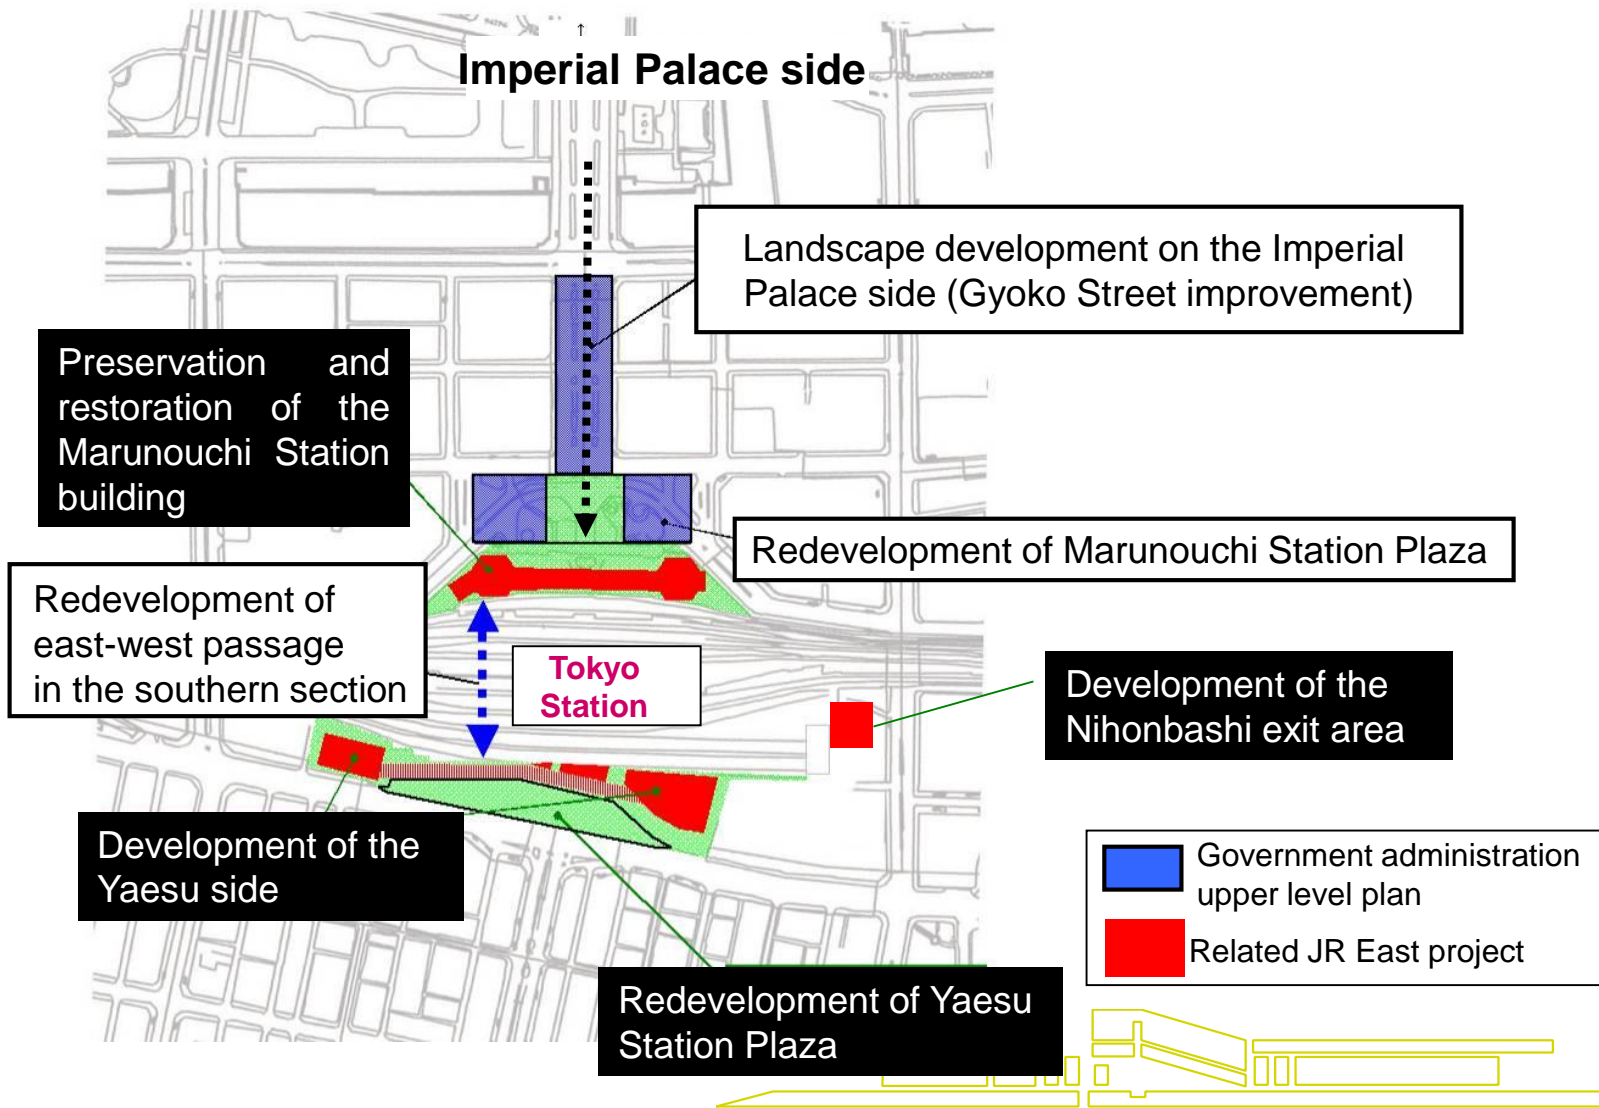 ↑
Imperial Palace side
Landscape development on the Imperial
Palace side (Gyoko Street improvement)
Preservation and
restoration of the
Marunouchi Station
building
Redevelopment of Marunouchi Station Plaza
Redevelopment of
east-west passage
in the southern section
Tokyo
Station
Development of the
Nihonbashi exit area
Development of the
Yaesu side
Government administration
upper level plan
Related JR East project
Redevelopment of Yaesu
Station Plaza